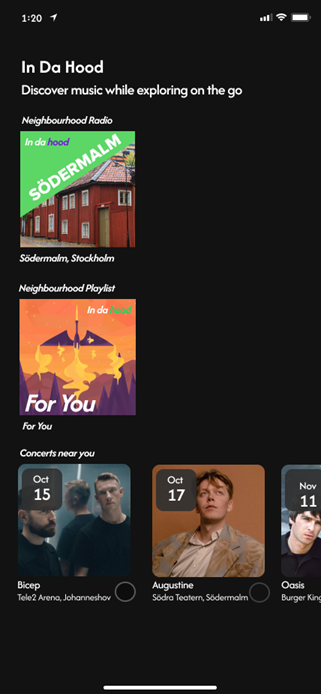 1:20
In Da Hood
Discover music while exploring on the go
Neighbourhood Radio
In da hood
SÖDERMALM
Södermalm, Stockholm
Neighbourhood Playlist
In da hood
For You
For You
Concerts near you
Oct
15
Oct
17
Nov
11
Bicep
Tele2 Arena, Johanneshov
Augustine
Södra Teatern, Södermalm
Oasis
Burger King